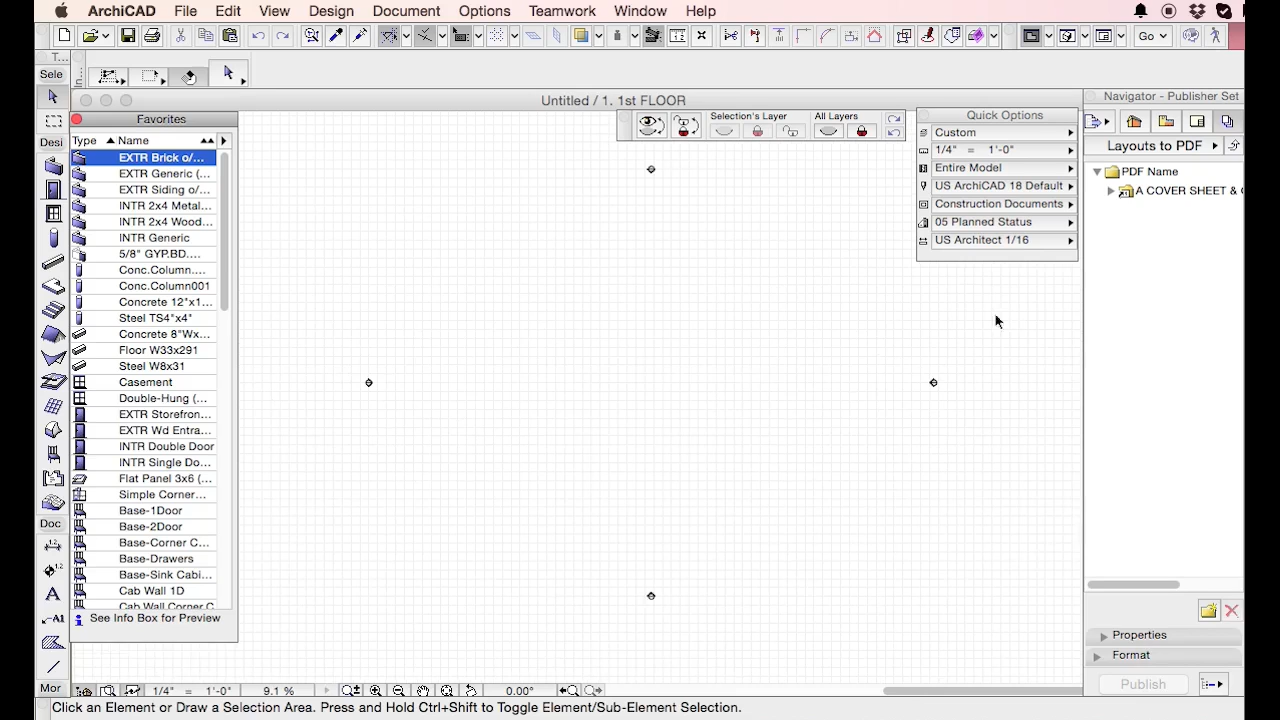 ArchiCAD File Edit View Design Document Options Teamwork Window Help
Go
T...
Sele
Untitled / 1. 1st FLOOR
Navigator - Publisher Set
Favorites
Selection's Layer All Layers
Quick Options
Custom
1/4" = 1'-0"
Entire Model
US ArchiCAD 18 Default
Construction Documents
05 Planned Status
US Architect 1/16
Layouts to PDF
PDF Name
A COVER SHEET &
Desi
Type Name
EXTR Brick o/...
EXTR Generic (...
EXTR Siding o/...
INTR 2x4 Metal...
INTR 2x4 Wood...
INTR Generic
5/8" GYP.BD....
Conc.Column....
Conc.Column001
Concrete 12"x1...
Steel TS4"x4"
Concrete 8"Wx...
Floor W33x291
Steel W8x31
Casement
Double-Hung (...
EXTR Storefron...
EXTR Wd Entra...
INTR Double Door
INTR Single Do...
Flat Panel 3x6 (...
Simple Corner...
Base-1Door
Base-2Door
Base-Corner C...
Base-Drawers
Base-Sink Cabi...
Cab Wall 1D
Cab Wall Corner C
See Info Box for Preview
Doc
1.2
1.2
A
A1
Mor
Properties
Format
Publish
1/4" = 1'-0" 9.1 % 0.00°
Click an Element or Draw a Selection Area. Press and Hold Ctrl+Shift to Toggle Element/Sub-Element Selection.